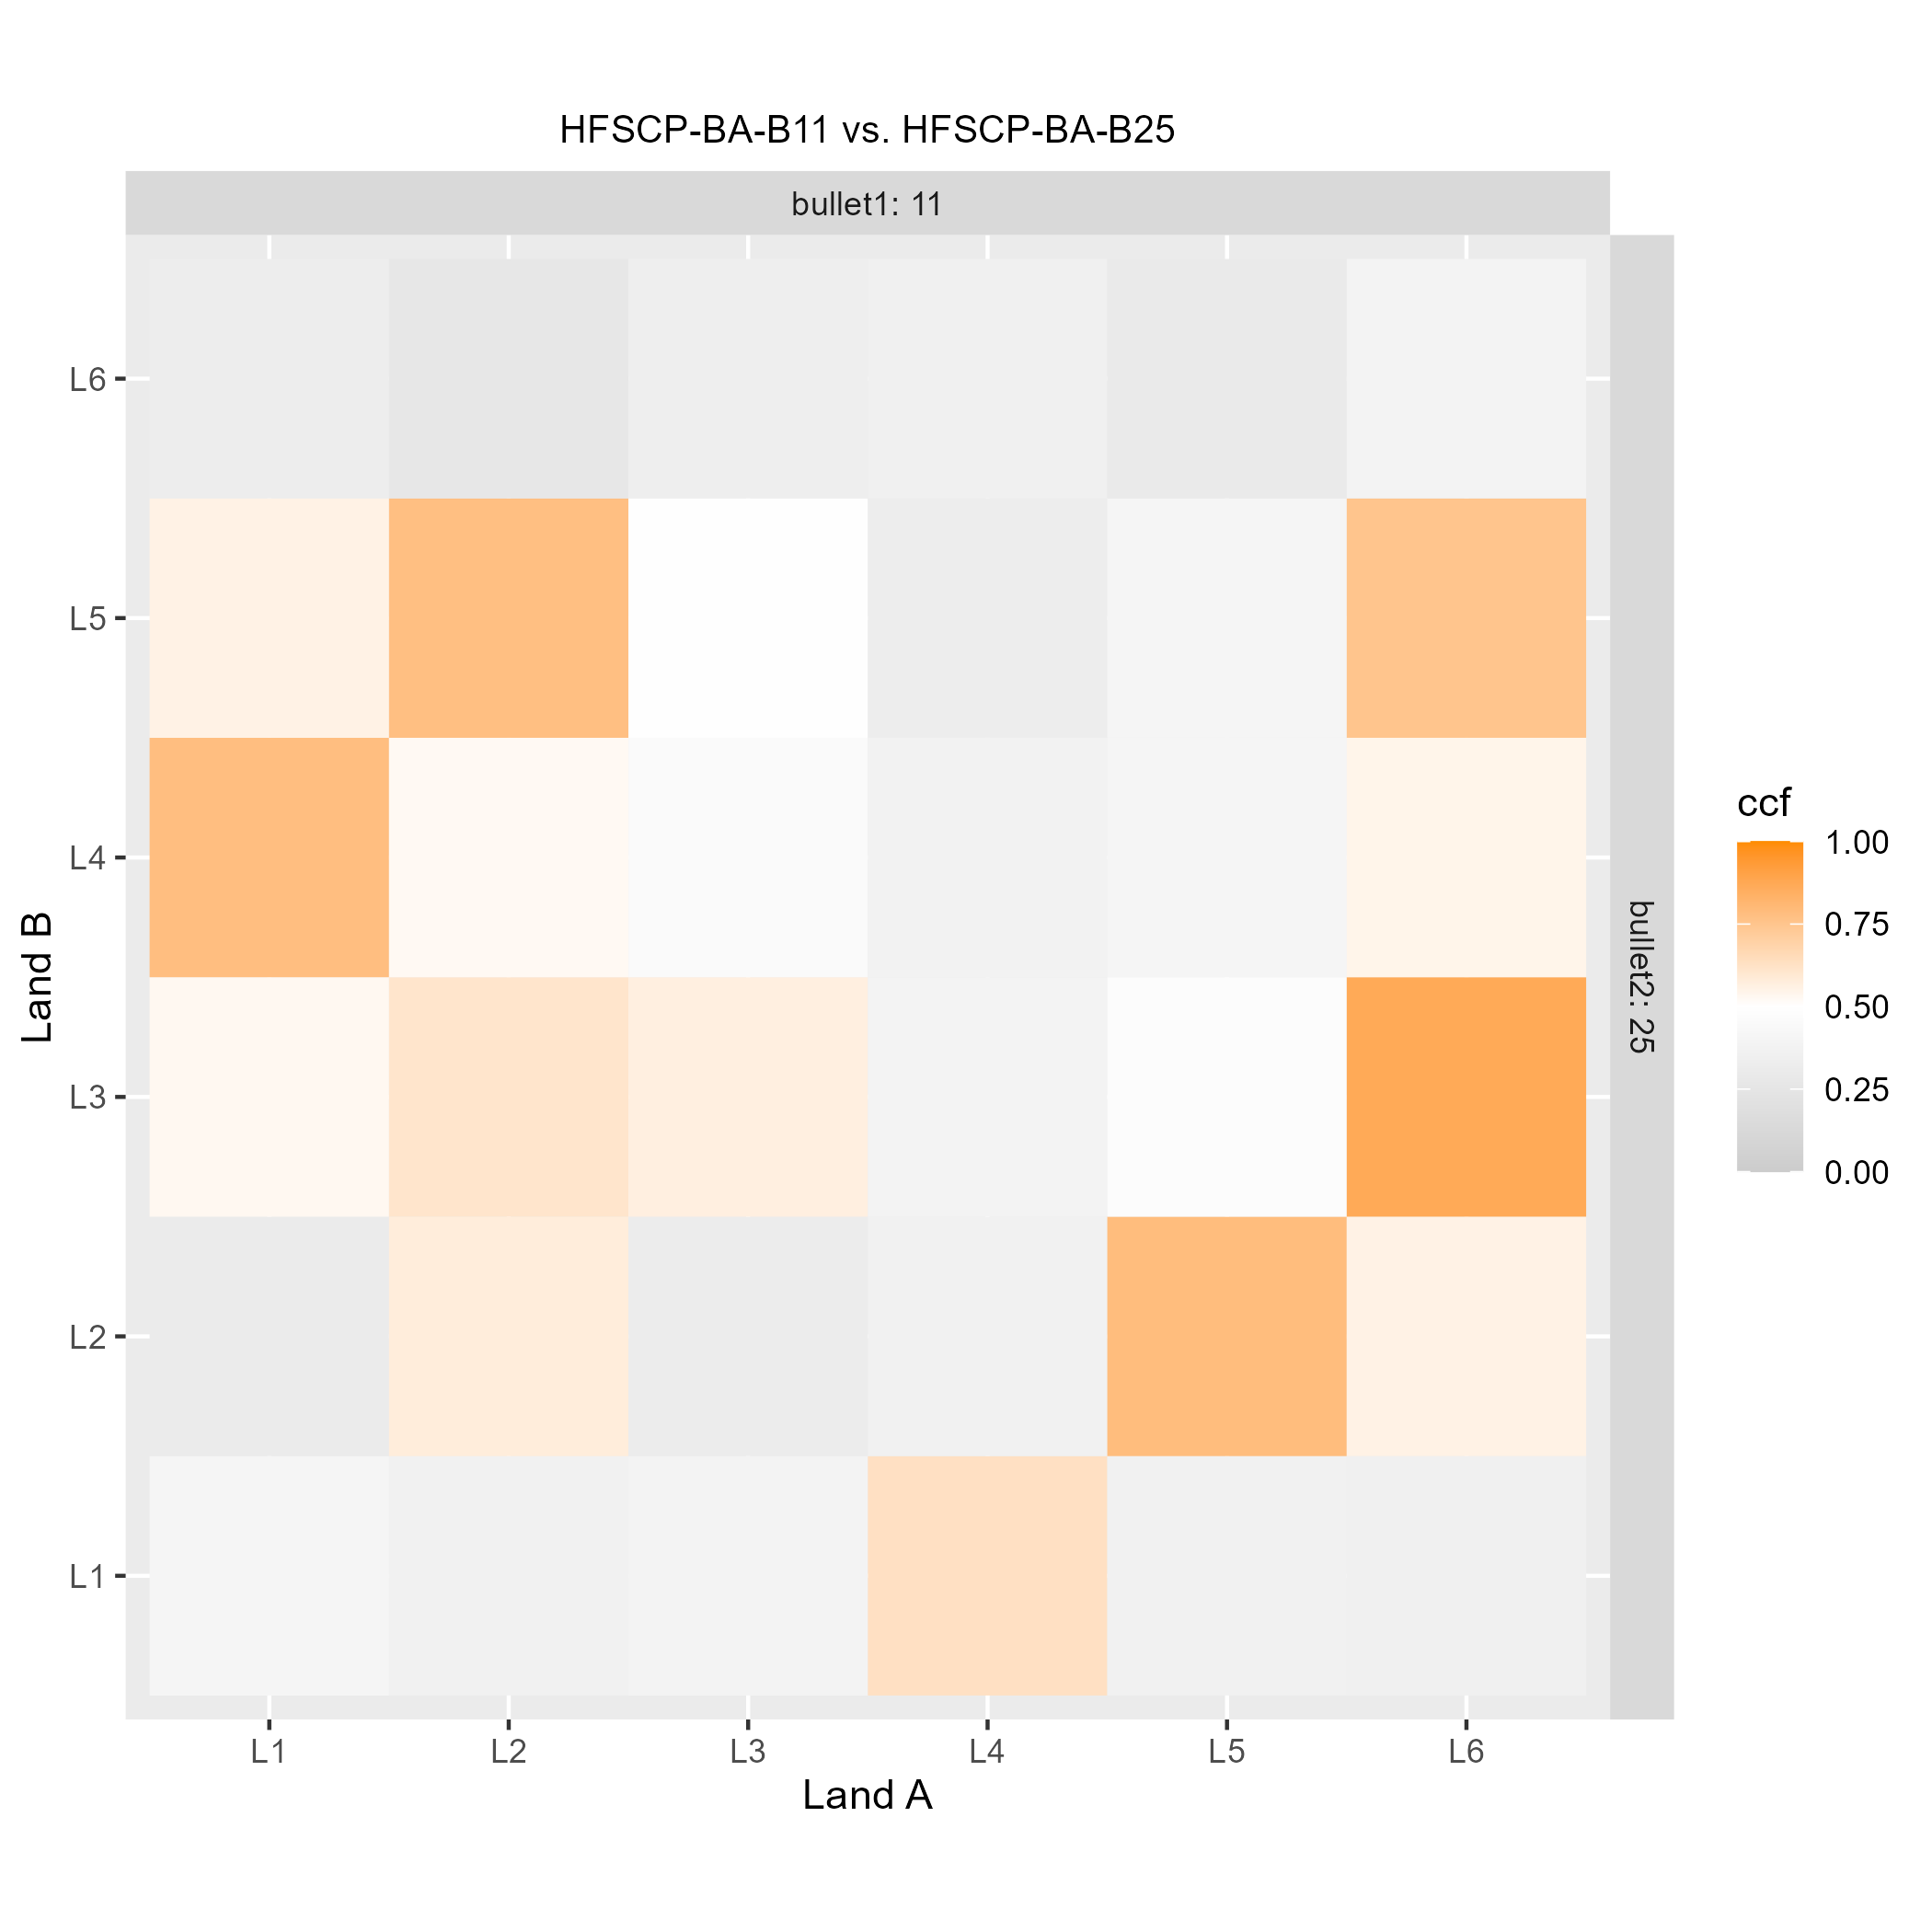 HFSCP-BA-B11 vs. HFSCP-BA-B25
bullet1: 11
L6
L5
L4
L3
L2
L1
Land B
bullet2: 25
ccf
1.00
0.75
0.50
0.25
0.00
L1 L2 L3 L4 L5 L6
Land A